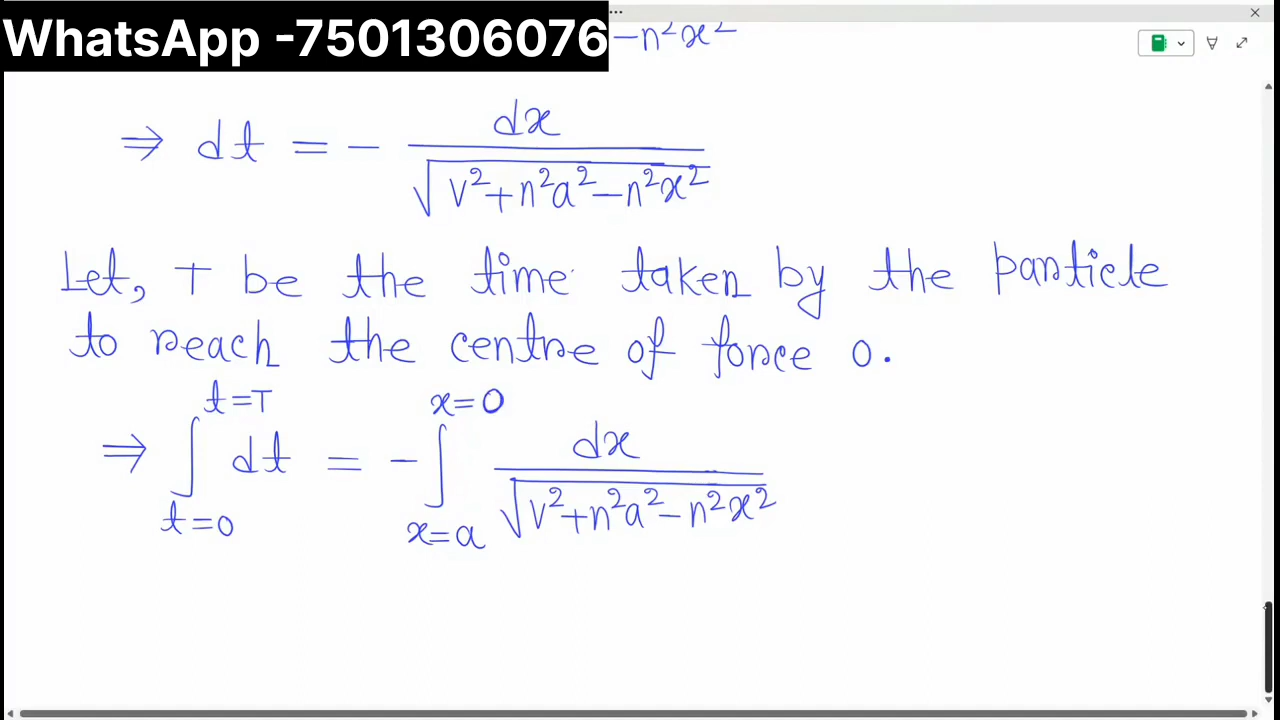 WhatsApp -7501306076
−n²x²
⇒ dt = − dx / √(v²+n²a²−n²x²)
Let, T be the time taken by the particle
to reach the centre of force O.
⇒ ∫_{t=0}^{t=T} dt = − ∫_{x=a}^{x=0} dx / √(v²+n²a²−n²x²)